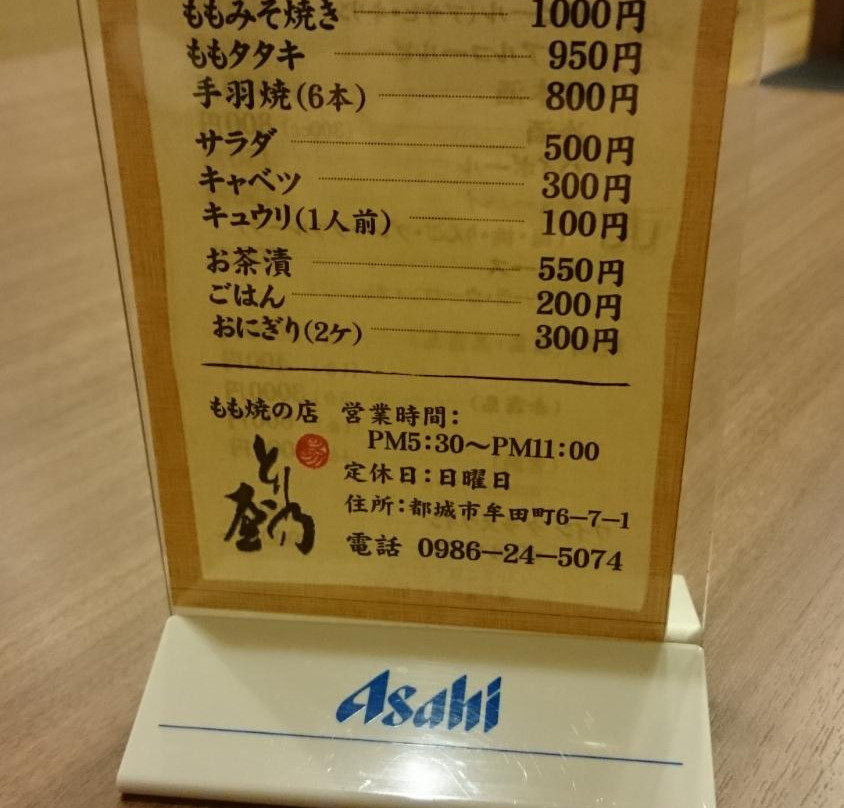 ももみそ焼き 1000円
ももタタキ 950円
手羽焼(6本) 800円
サラダ 500円
キャベツ 300円
キュウリ(1人前) 100円
お茶漬 550円
ごはん 200円
おにぎり(2ケ) 300円
もも焼の店
とり乃
営業時間:
PM5:30〜PM11:00
定休日:日曜日
住所:都城市牟田町6-7-1
電話 0986-24-5074
Asahi